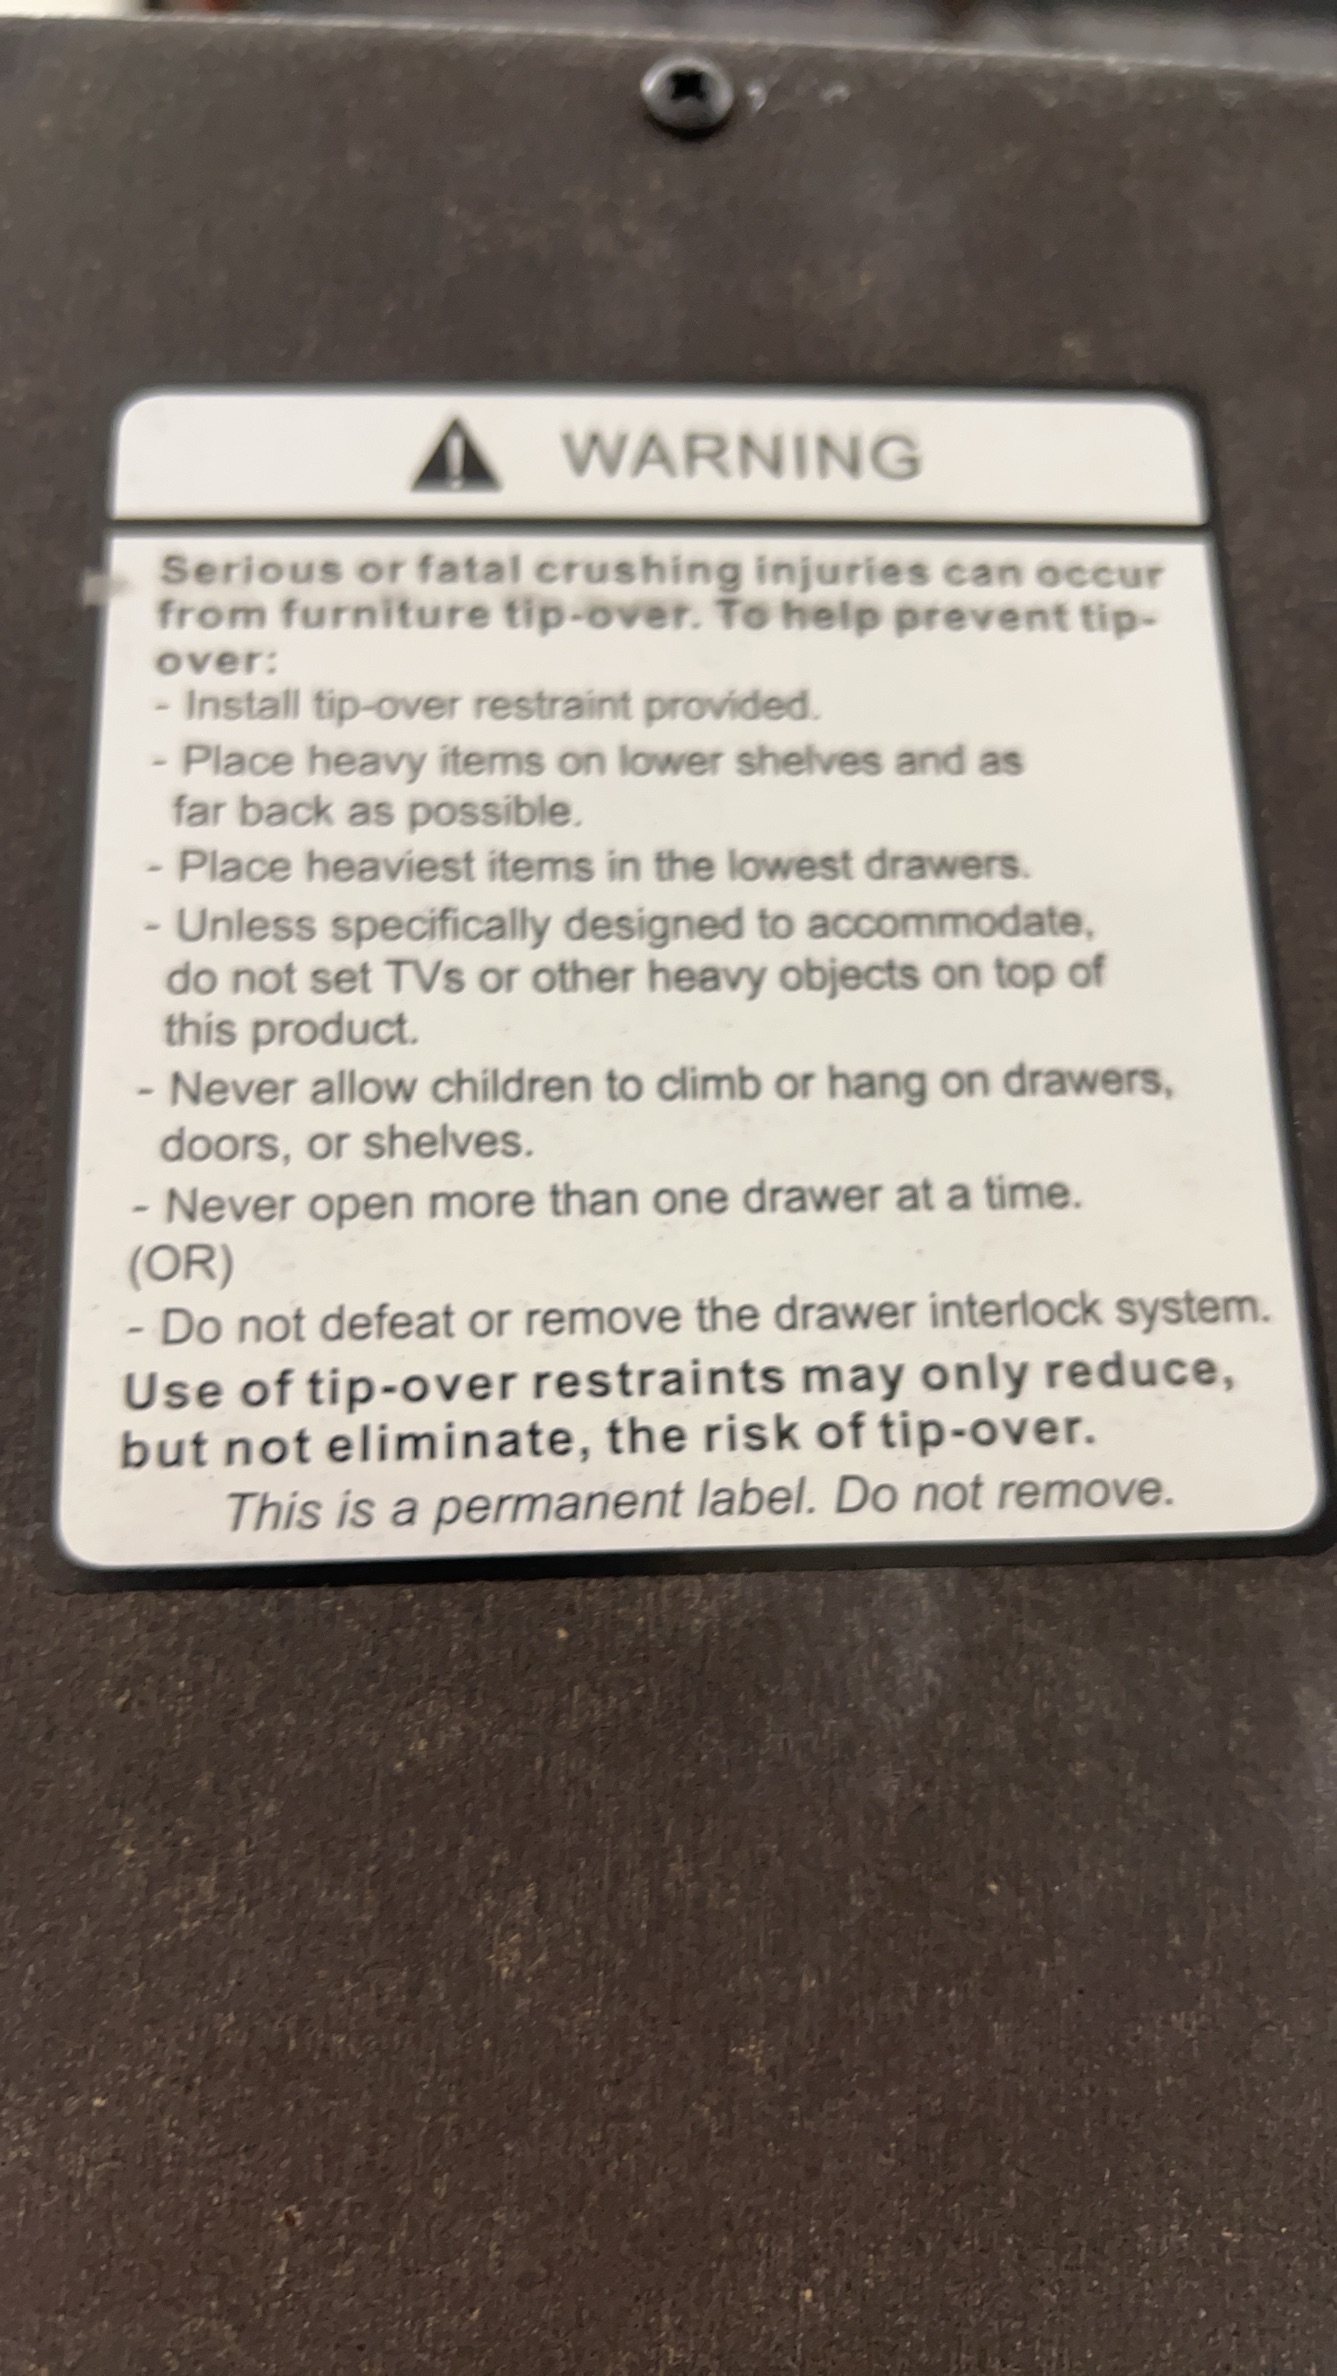 WARNING
Serious or fatal crushing injuries can occur
from furniture tip-over. To help prevent tip-
over:
- Install tip-over restraint provided.
- Place heavy items on lower shelves and as
far back as possible.
- Place heaviest items in the lowest drawers.
- Unless specifically designed to accommodate,
do not set TVs or other heavy objects on top of
this product.
- Never allow children to climb or hang on drawers,
doors, or shelves.
- Never open more than one drawer at a time.
(OR)
- Do not defeat or remove the drawer interlock system.
Use of tip-over restraints may only reduce,
but not eliminate, the risk of tip-over.
This is a permanent label. Do not remove.